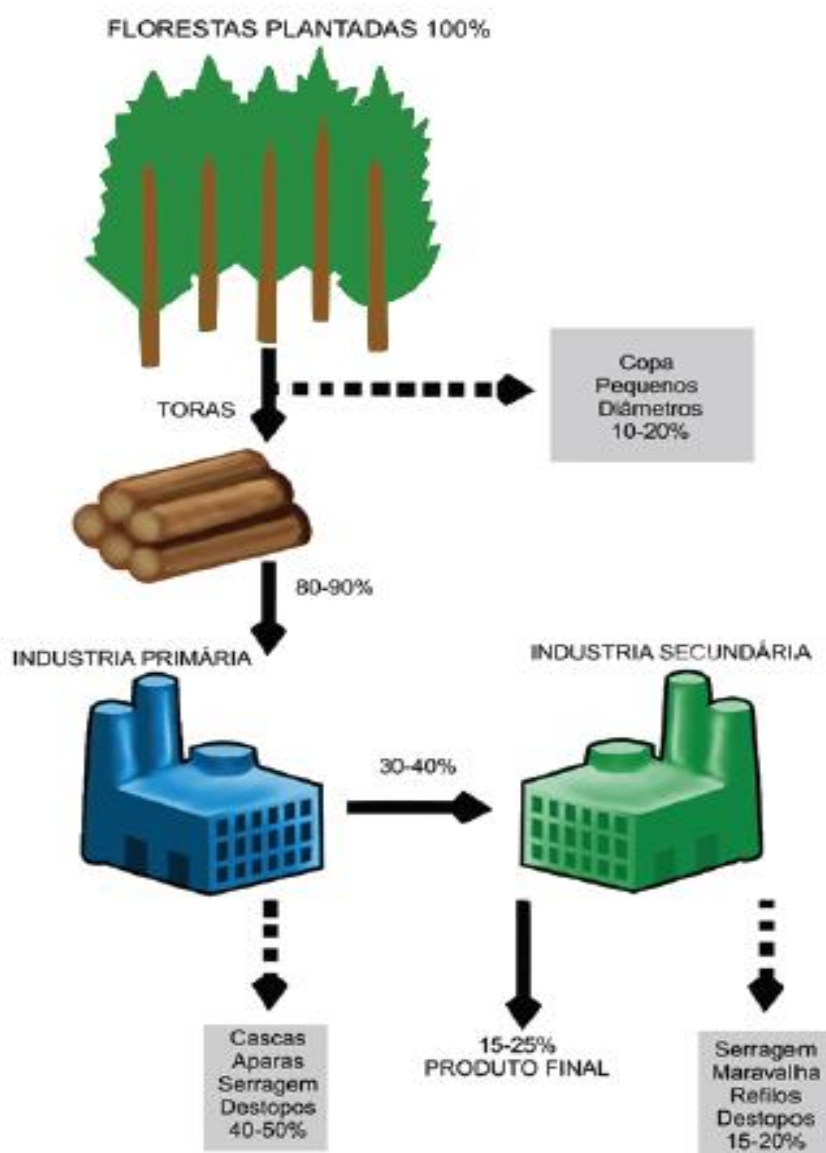 FLORESTAS PLANTADAS 100%
TORAS
Copa
Pequenos
Diâmetros
10-20%
80-90%
INDUSTRIA PRIMÁRIA
INDUSTRIA SECUNDÁRIA
30-40%
Cascas
Aparas
Serragem
Destopos
40-50%
15-25%
PRODUTO FINAL
Serragem
Maravalha
Refilos
Destopos
15-20%